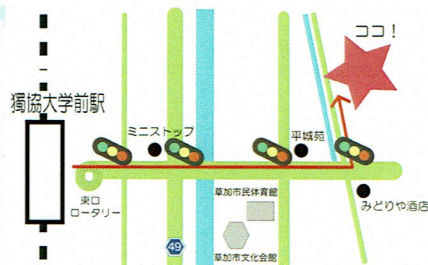 ココ！
獨協大学前駅
ミニストップ
平城苑
東口
ロータリー
草加市民体育館
みどりや酒店
49
草加市文化会館